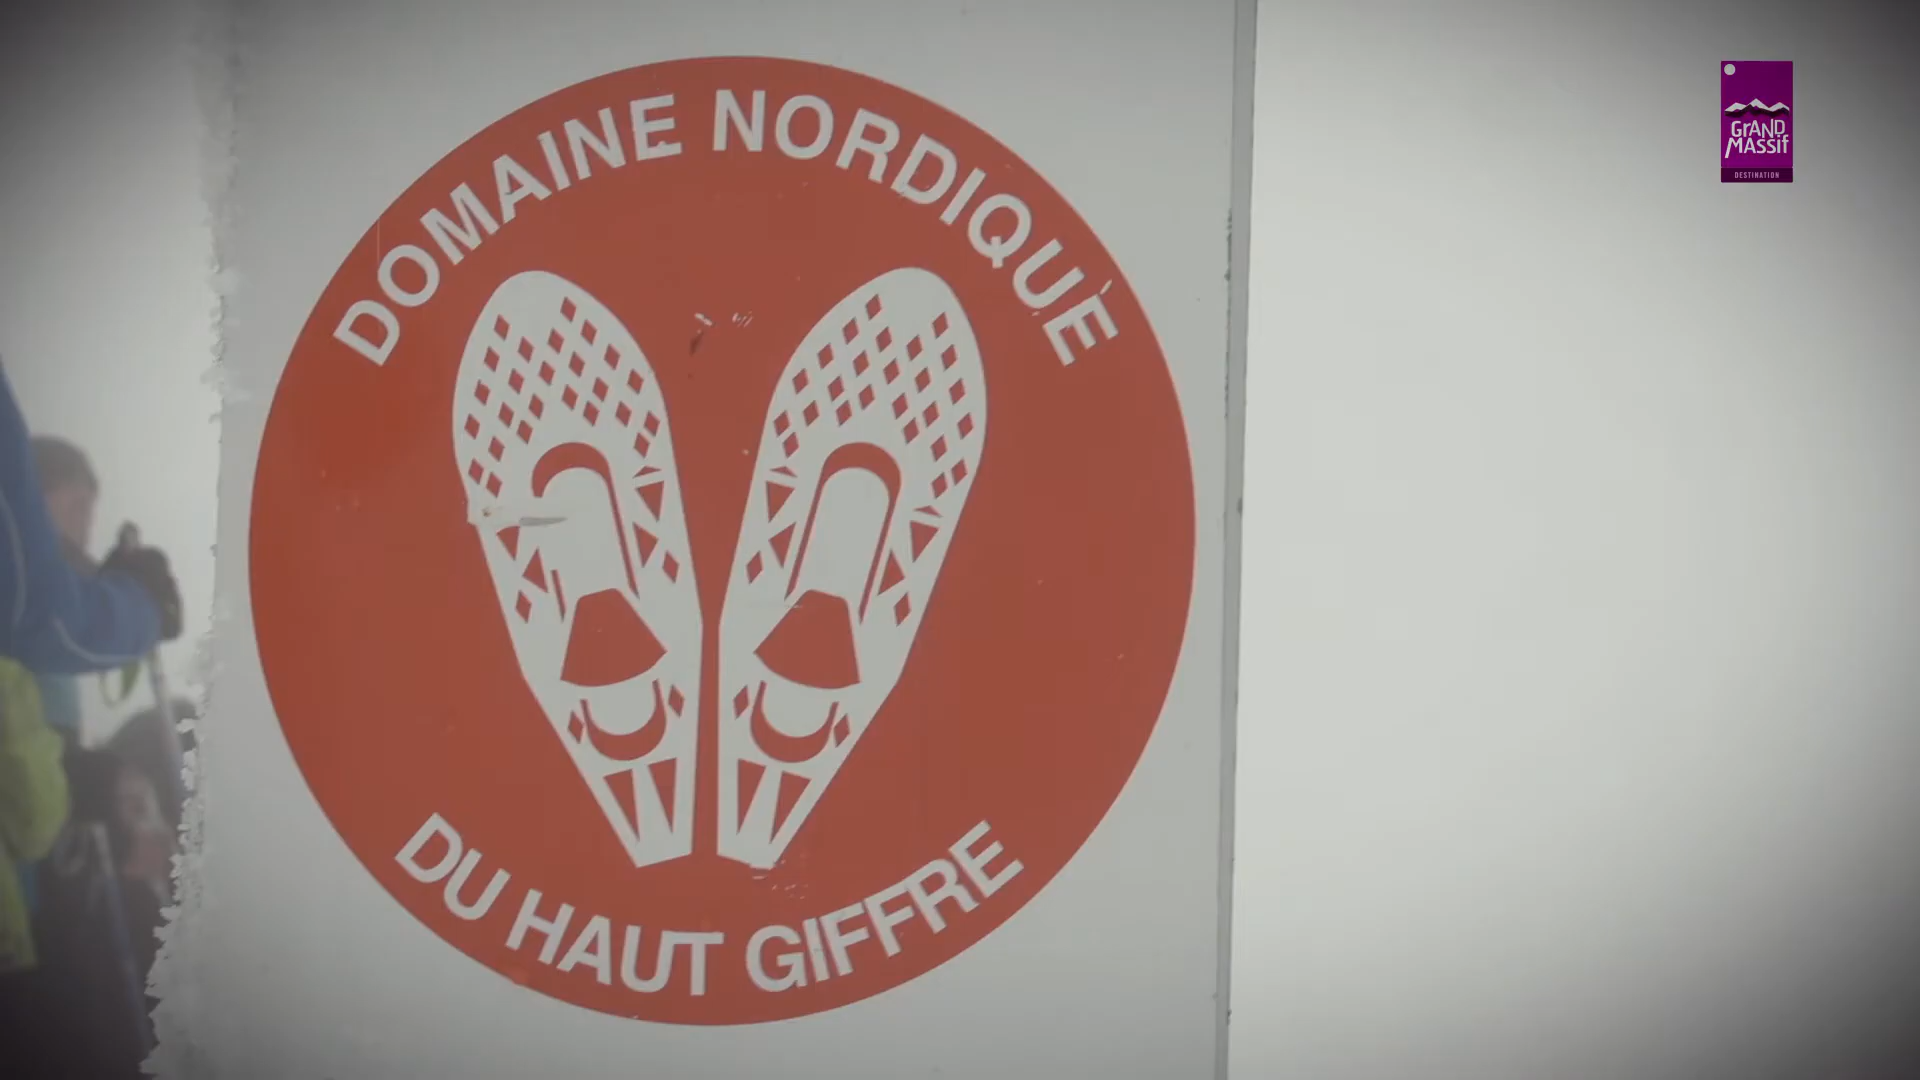 DOMAINE NORDIQUE
DU HAUT GIFFRE
GRAND
MASSif
DESTINATION